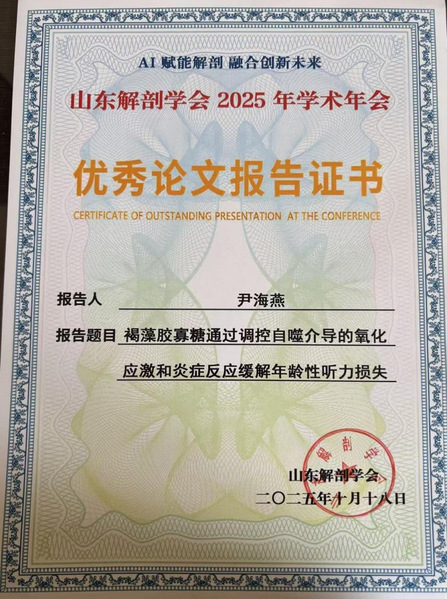 AI 赋能解剖 融合创新未来
山东解剖学会 2025 年学术年会
优秀论文报告证书
CERTIFICATE OF OUTSTANDING PRESENTATION AT THE CONFERENCE
报告人 尹海燕
报告题目 褐藻胶寡糖通过调控自噬介导的氧化
应激和炎症反应缓解年龄性听力损失
山东解剖学会
二〇二五年十月十八日